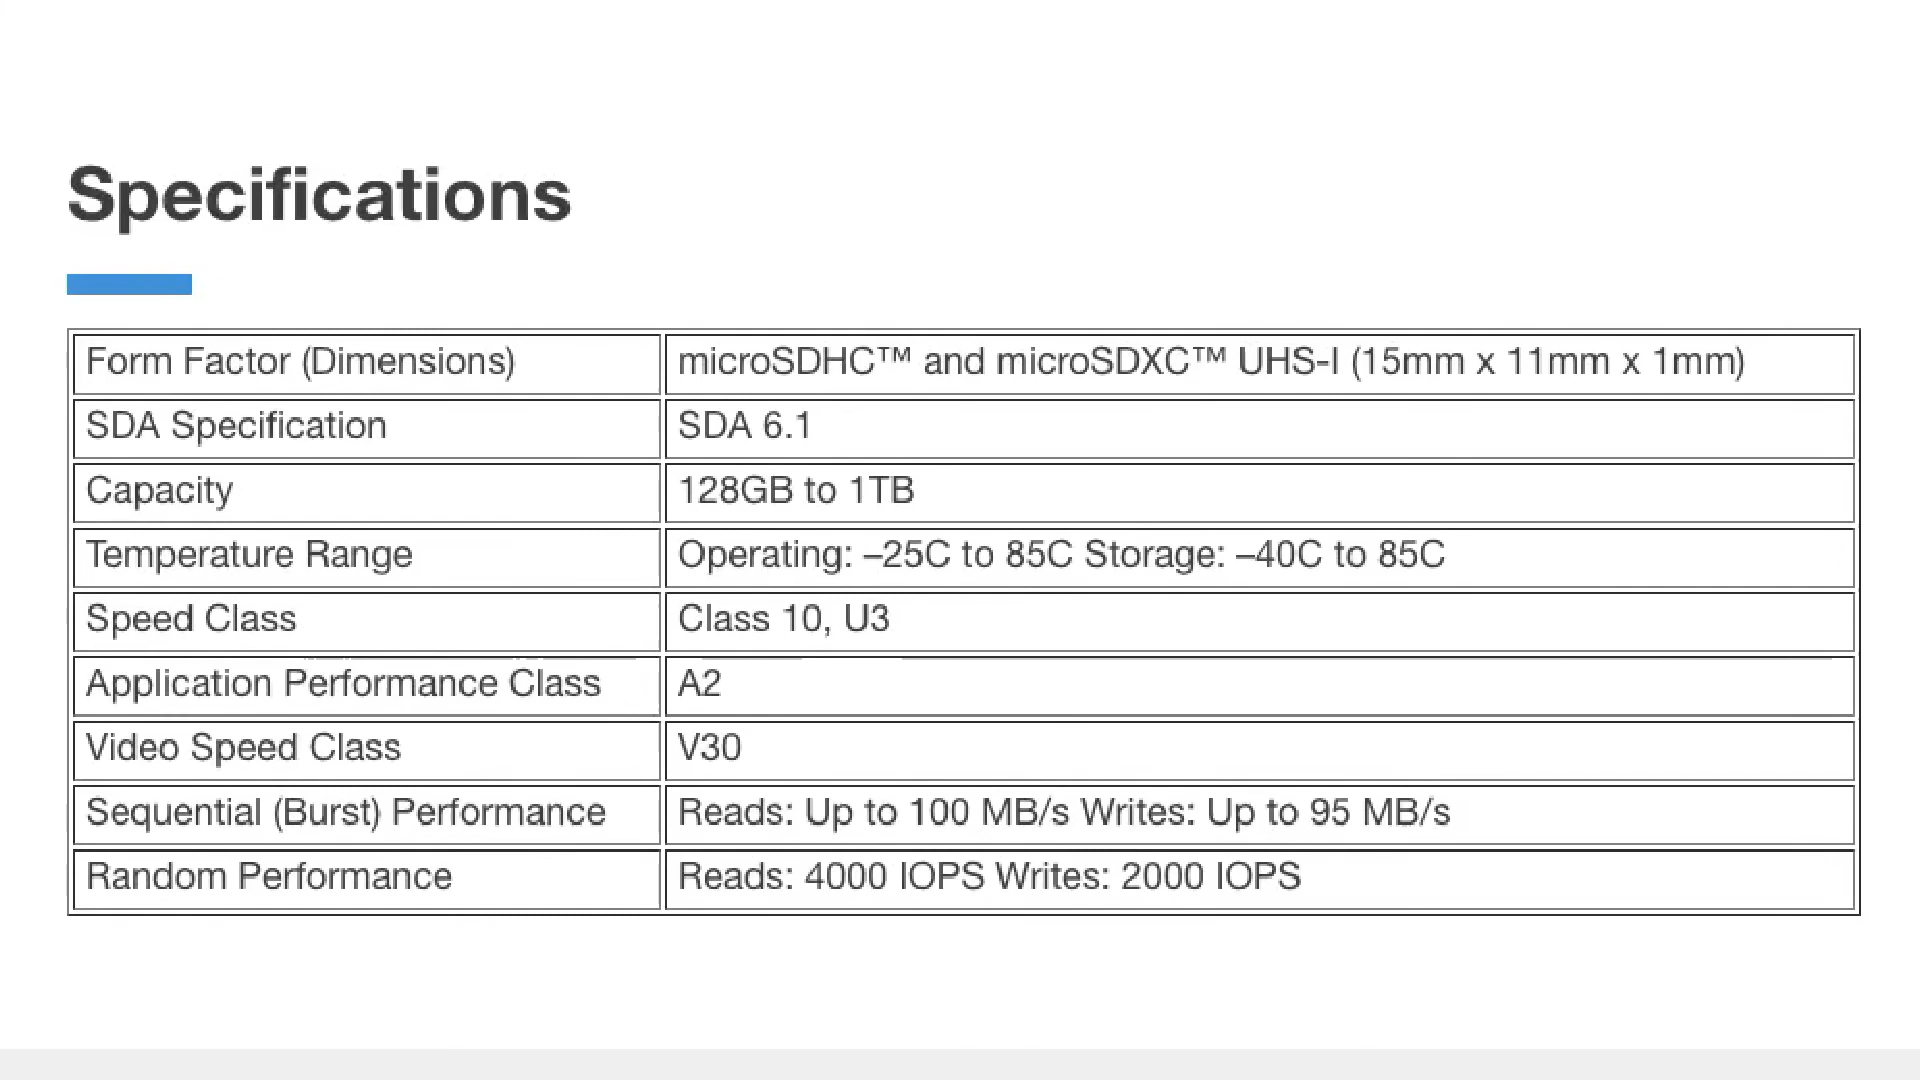 Specifications
Form Factor (Dimensions) microSDHC™ and microSDXC™ UHS-I (15mm x 11mm x 1mm)
SDA Specification SDA 6.1
Capacity 128GB to 1TB
Temperature Range Operating: –25C to 85C Storage: –40C to 85C
Speed Class Class 10, U3
Application Performance Class A2
Video Speed Class V30
Sequential (Burst) Performance Reads: Up to 100 MB/s Writes: Up to 95 MB/s
Random Performance Reads: 4000 IOPS Writes: 2000 IOPS